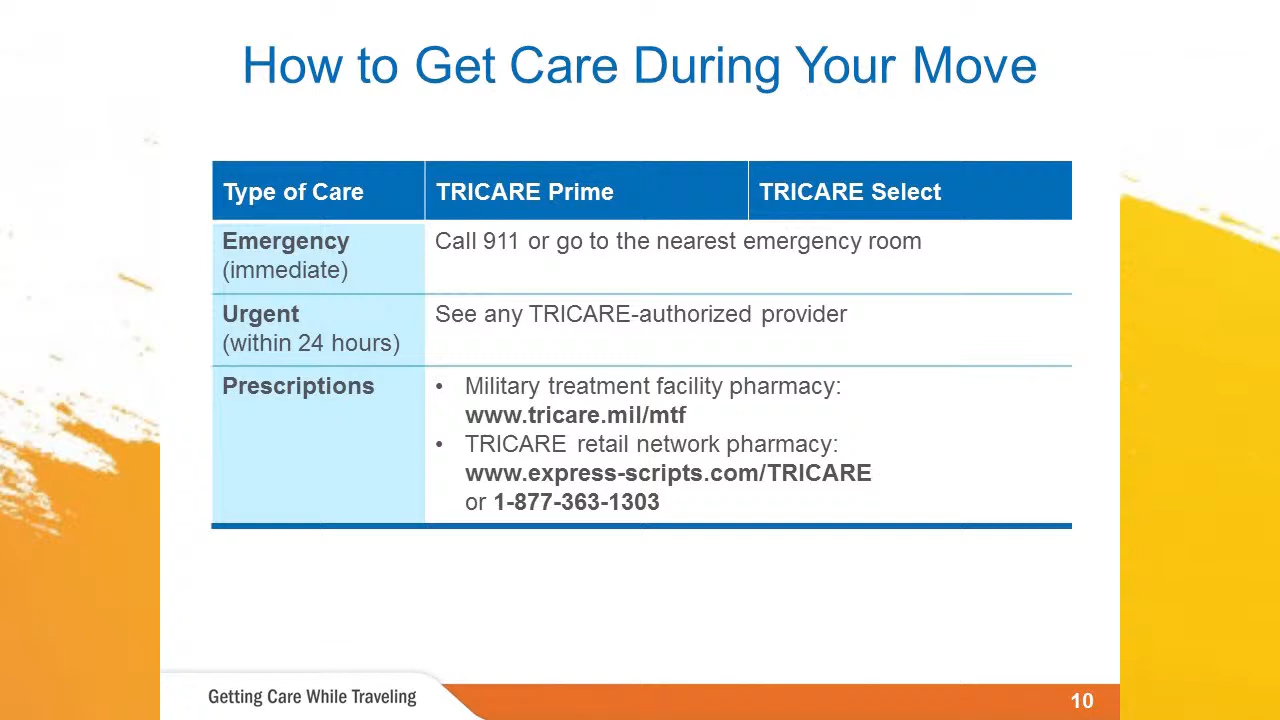 How to Get Care During Your Move
Type of Care
TRICARE Prime
TRICARE Select
Emergency
(immediate)
Call 911 or go to the nearest emergency room
Urgent
(within 24 hours)
See any TRICARE-authorized provider
Prescriptions
• Military treatment facility pharmacy:
www.tricare.mil/mtf
• TRICARE retail network pharmacy:
www.express-scripts.com/TRICARE
or 1-877-363-1303
Getting Care While Traveling
10